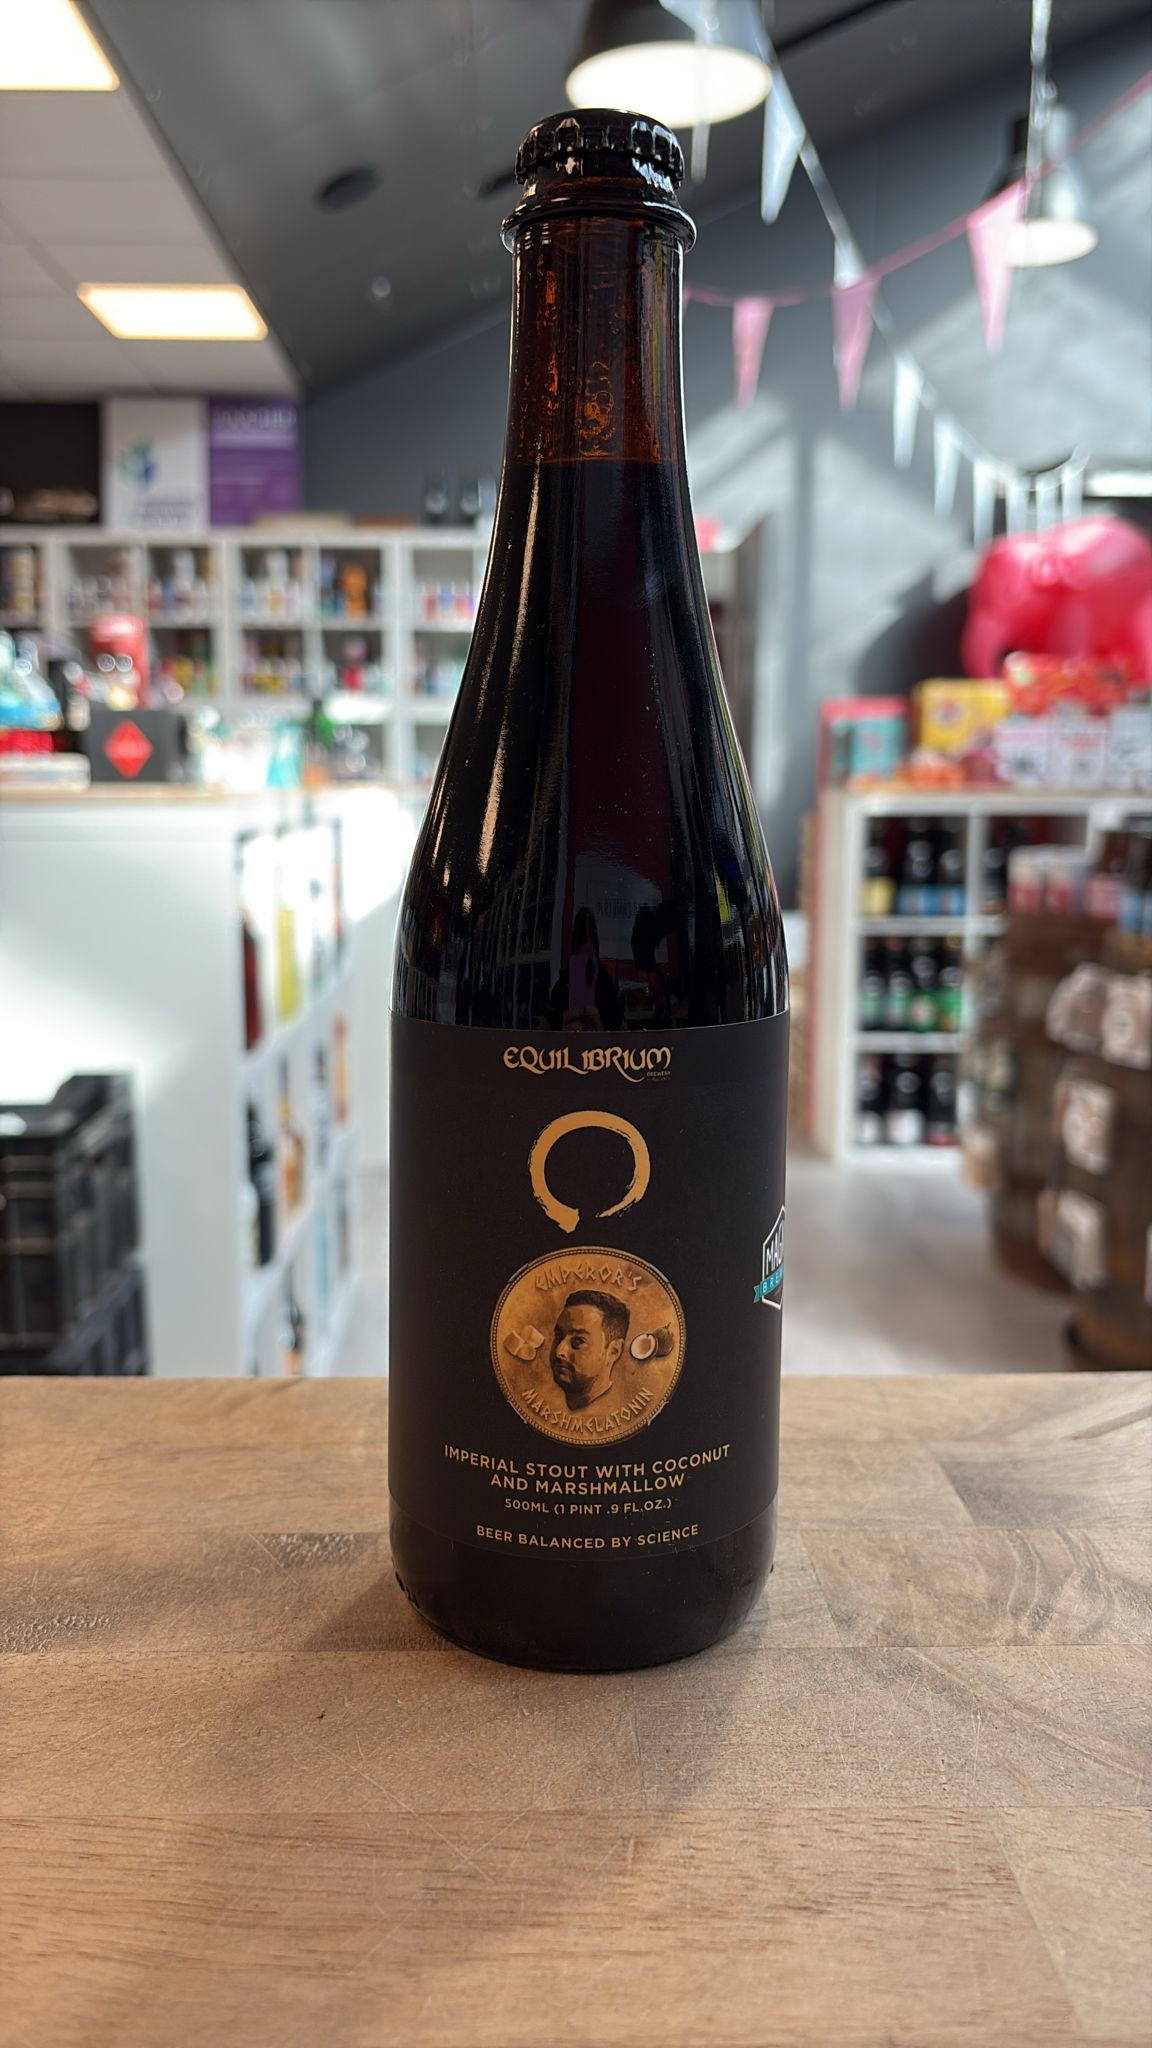 EQUILIBRIUM
BREWERY
EMPEROR'S
MARSHMELATONIN
IMPERIAL STOUT WITH COCONUT
AND MARSHMALLOW
500ML (1 PINT .9 FL.OZ.)
BEER BALANCED BY SCIENCE